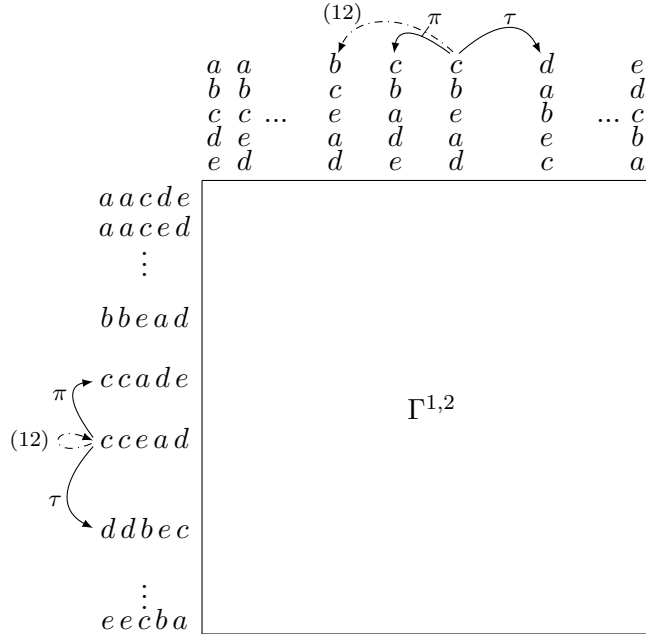 (12) π τ
a a b c c d e
b b c b b a d
c c ... e a e b ... c
d e a d a e b
e d d e d c a
a a c d e
a a c e d
⋮
b b e a d
π c c a d e
Γ^{1,2}
(12) c c e a d
τ
d d b e c
⋮
e e c b a